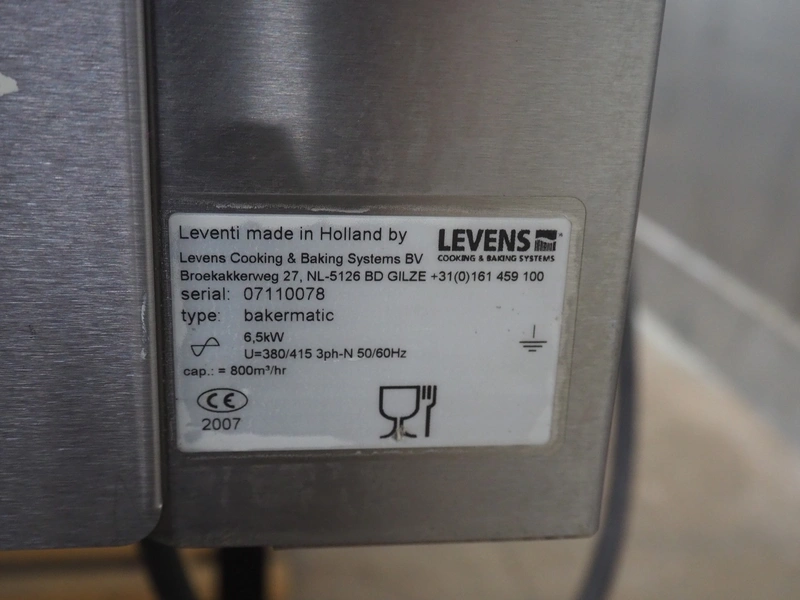 Leventi made in Holland by
LEVENS
COOKING & BAKING SYSTEMS
Levens Cooking & Baking Systems BV
Broekakkerweg 27, NL-5126 BD GILZE +31(0)161 459 100
serial: 07110078
type: bakermatic
6,5kW
U=380/415 3ph-N 50/60Hz
cap.: = 800m³/hr
CE
2007